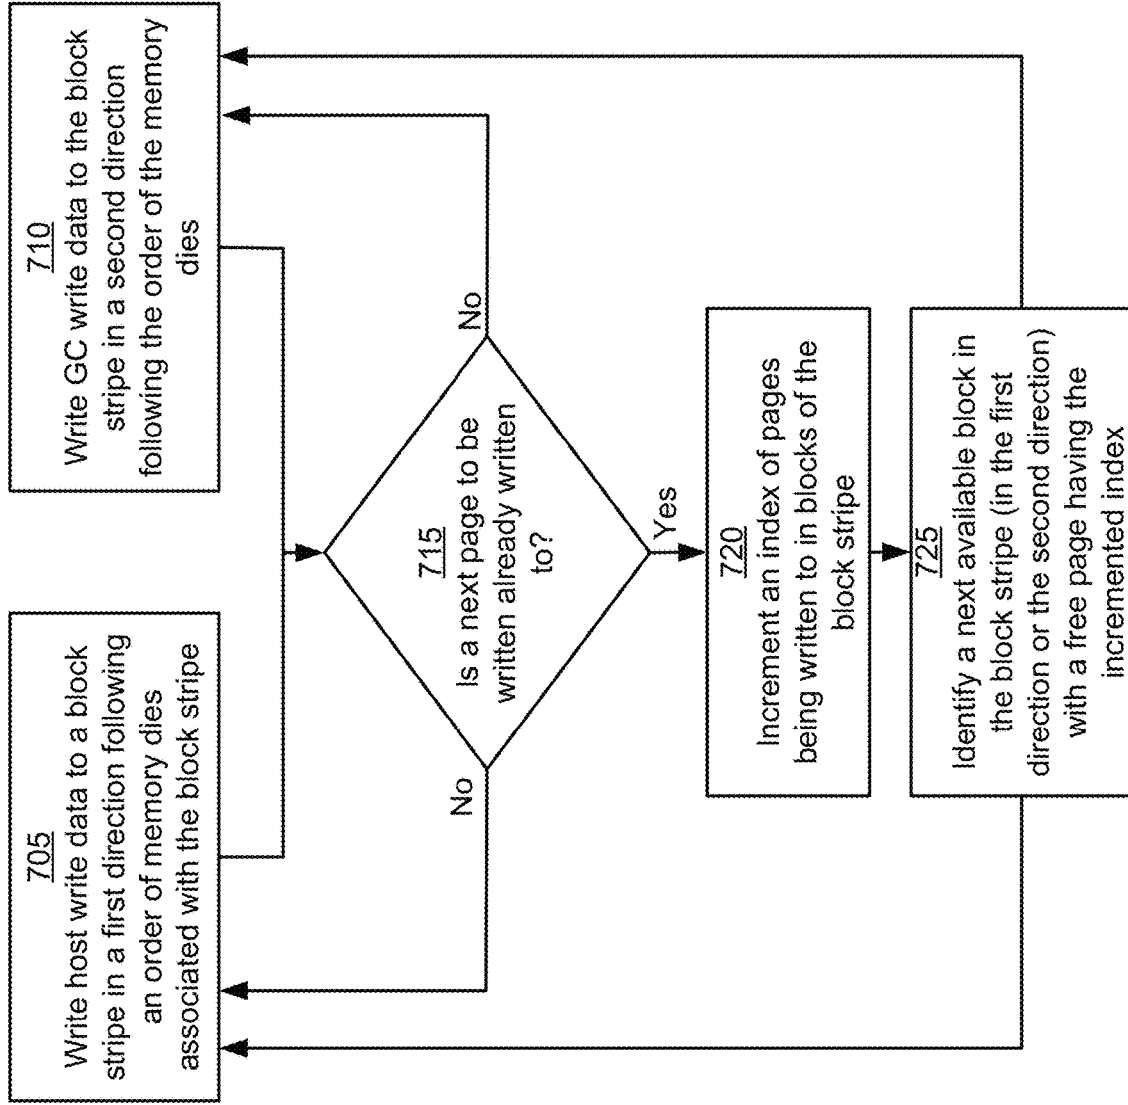 705
Write host write data to a block
stripe in a first direction following
an order of memory dies
associated with the block stripe
710
Write GC write data to the block
stripe in a second direction
following the order of the memory
dies
No
715
Is a next page to be
written already written
to?
No
Yes
720
Increment an index of pages
being written to in blocks of the
block stripe
725
Identify a next available block in
the block stripe (in the first
direction or the second direction)
with a free page having the
incremented index